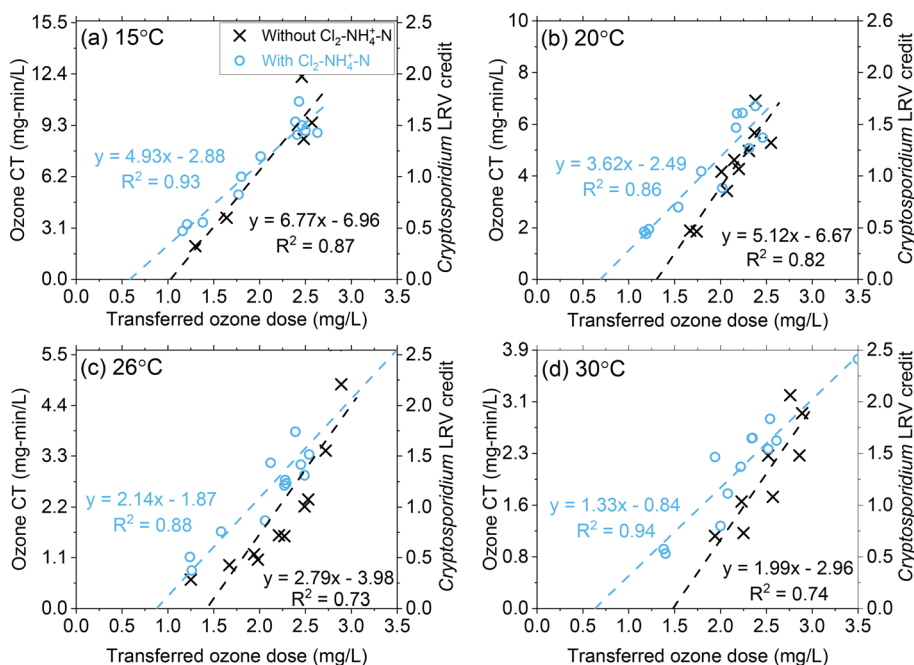 (a) 15°C
Without Cl₂-NH₄⁺-N
With Cl₂-NH₄⁺-N
y = 4.93x - 2.88
R² = 0.93
y = 6.77x - 6.96
R² = 0.87
Ozone CT (mg-min/L)
15.5
12.4
9.3
6.2
3.1
0.0
0.0 0.5 1.0 1.5 2.0 2.5 3.0 3.5
Transferred ozone dose (mg/L)
2.5
2.0
1.5
1.0
0.5
0.0
Cryptosporidium LRV credit
(b) 20°C
y = 3.62x - 2.49
R² = 0.86
y = 5.12x - 6.67
R² = 0.82
Ozone CT (mg-min/L)
10
8
6
4
2
0
0.0 0.5 1.0 1.5 2.0 2.5 3.0 3.5
Transferred ozone dose (mg/L)
2.6
2.0
1.5
1.0
0.5
0.0
Cryptosporidium LRV credit
(c) 26°C
y = 2.14x - 1.87
R² = 0.88
y = 2.79x - 3.98
R² = 0.73
Ozone CT (mg-min/L)
5.5
4.4
3.3
2.2
1.1
0.0
0.0 0.5 1.0 1.5 2.0 2.5 3.0 3.5
Transferred ozone dose (mg/L)
2.5
2.0
1.5
1.0
0.5
0.0
Cryptosporidium LRV credit
(d) 30°C
y = 1.33x - 0.84
R² = 0.94
y = 1.99x - 2.96
R² = 0.74
Ozone CT (mg-min/L)
3.9
3.1
2.3
1.6
0.8
0.0
0.0 0.5 1.0 1.5 2.0 2.5 3.0 3.5
Transferred ozone dose (mg/L)
2.5
2.0
1.5
1.0
0.5
0.0
Cryptosporidium LRV credit